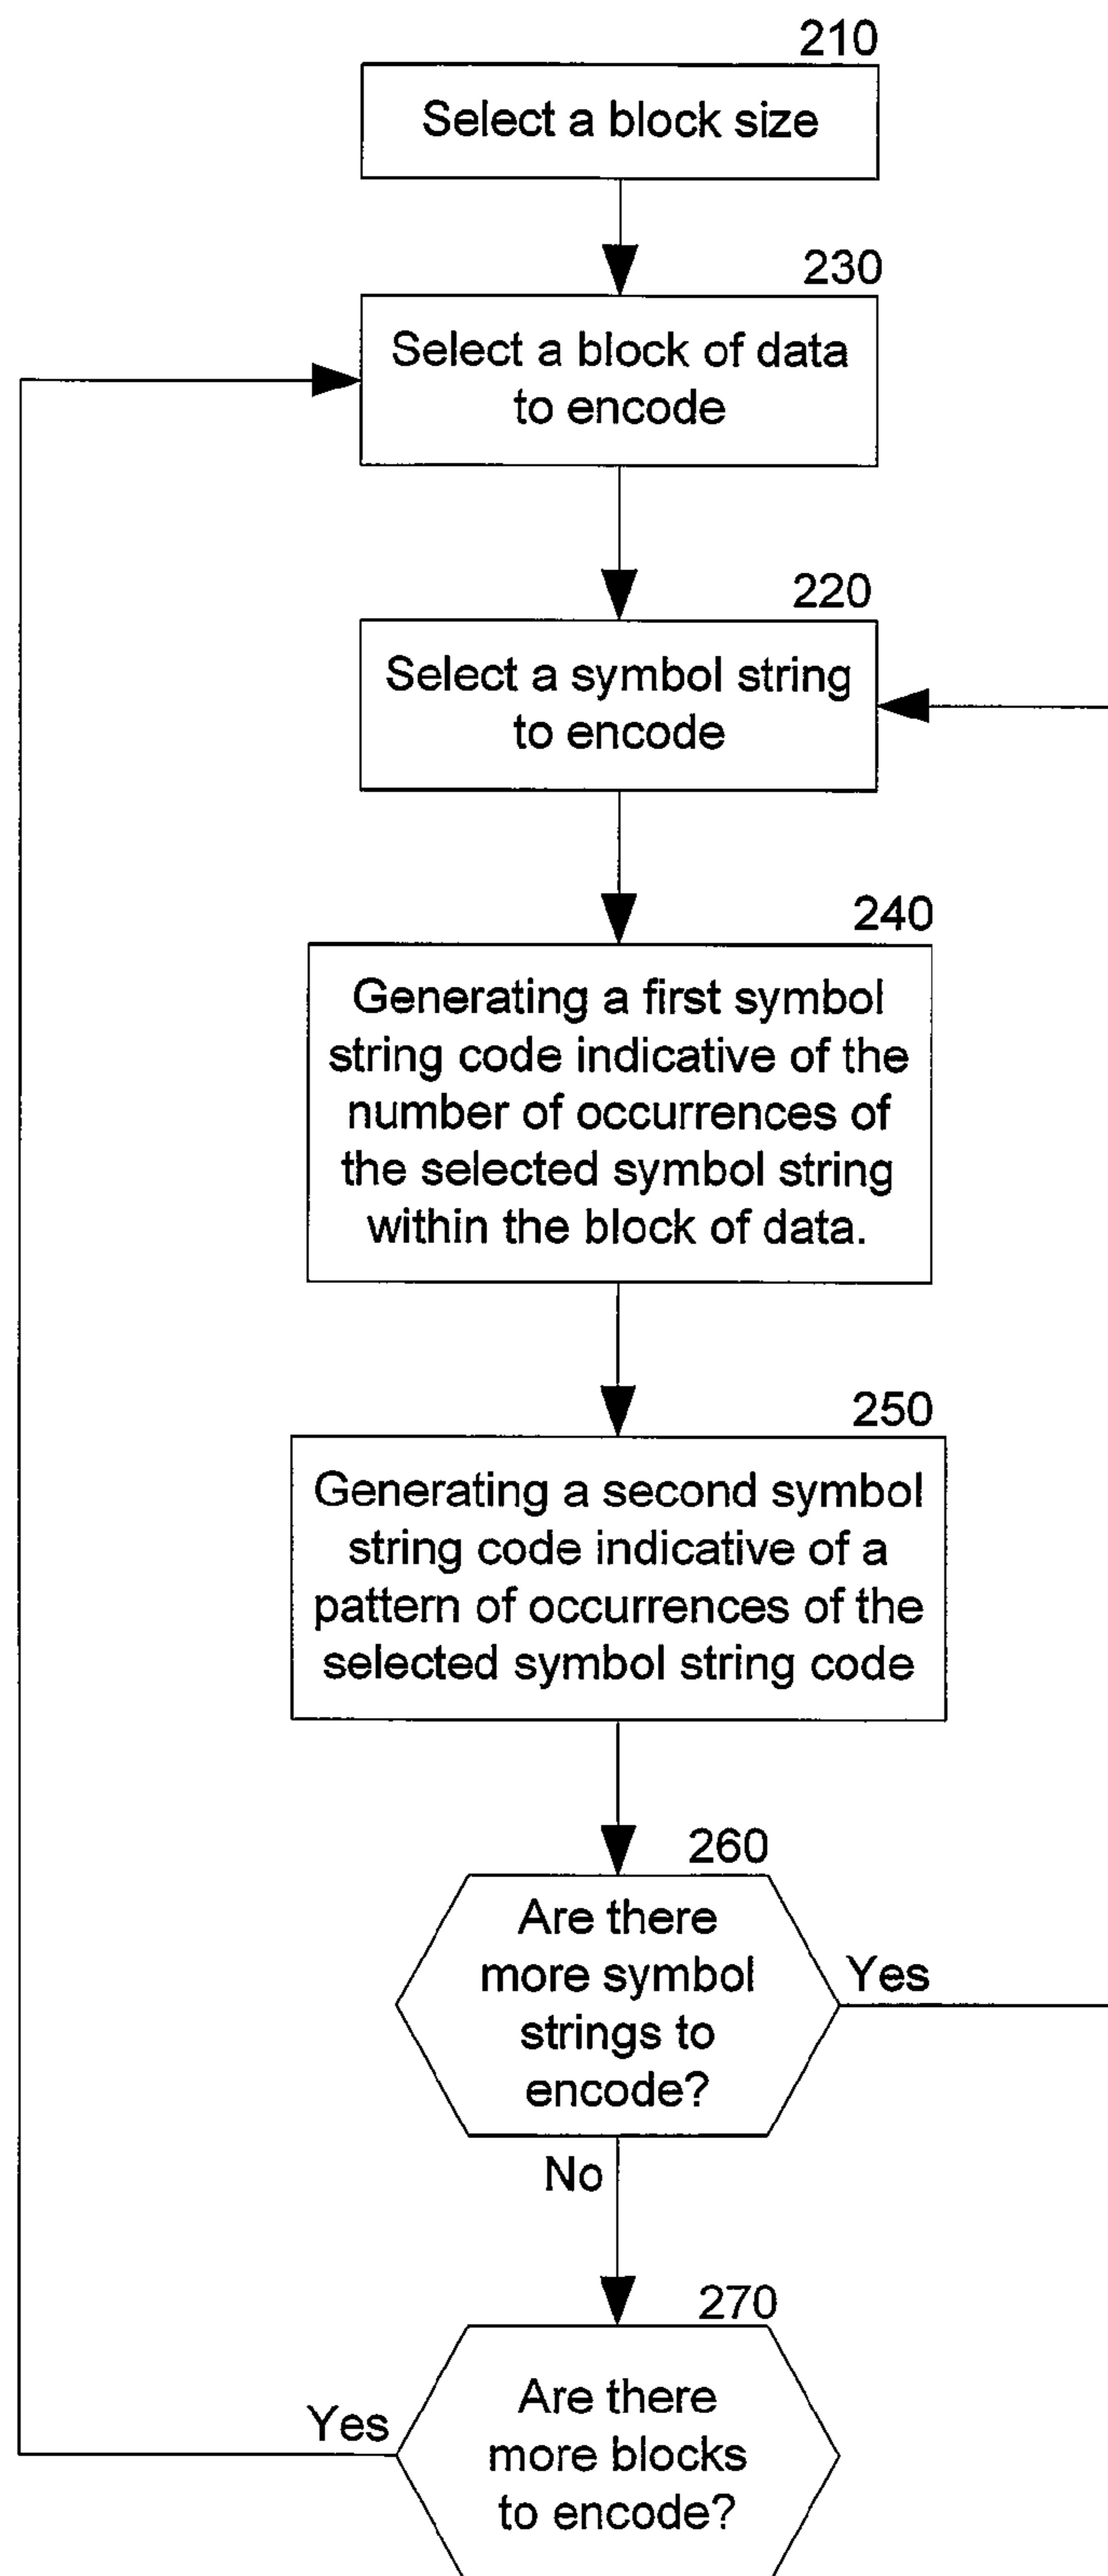 210
Select a block size
230
Select a block of data
to encode
220
Select a symbol string
to encode
240
Generating a first symbol
string code indicative of the
number of occurrences of
the selected symbol string
within the block of data.
250
Generating a second symbol
string code indicative of a
pattern of occurrences of the
selected symbol string code
260
Are there
more symbol
strings to
encode?
Yes
No
270
Are there
more blocks
to encode?
Yes